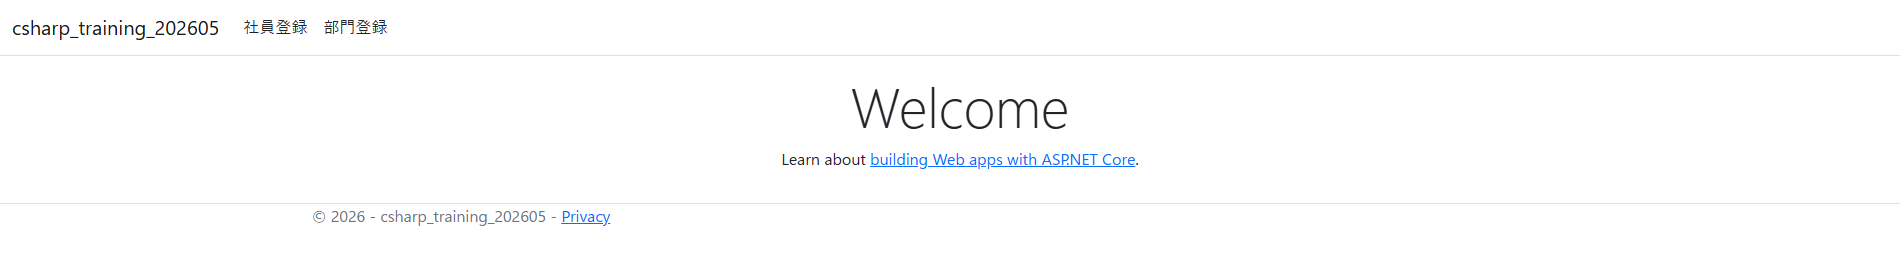 csharp_training_202605 社員登録 部門登録
Welcome
Learn about building Web apps with ASP.NET Core.
© 2026 - csharp_training_202605 - Privacy